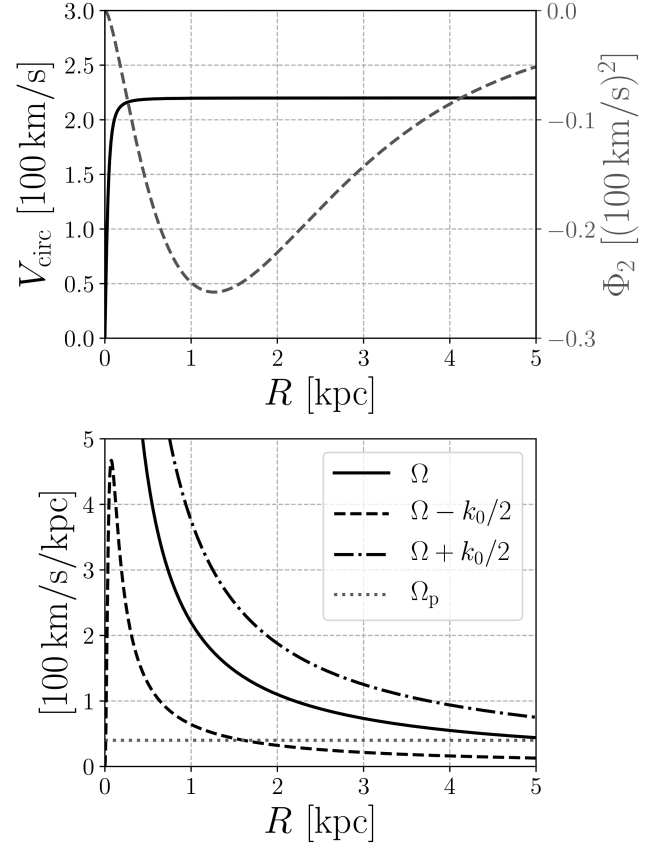 3.0
2.5
2.0
1.5
1.0
0.5
0.0
V_circ [100 km/s]
0.0
−0.1
−0.2
−0.3
Φ_2 [(100 km/s)^2]
0 1 2 3 4 5
R [kpc]
5
4
3
2
1
0
[100 km/s/kpc]
Ω
Ω − k_0/2
Ω + k_0/2
Ω_p
0 1 2 3 4 5
R [kpc]